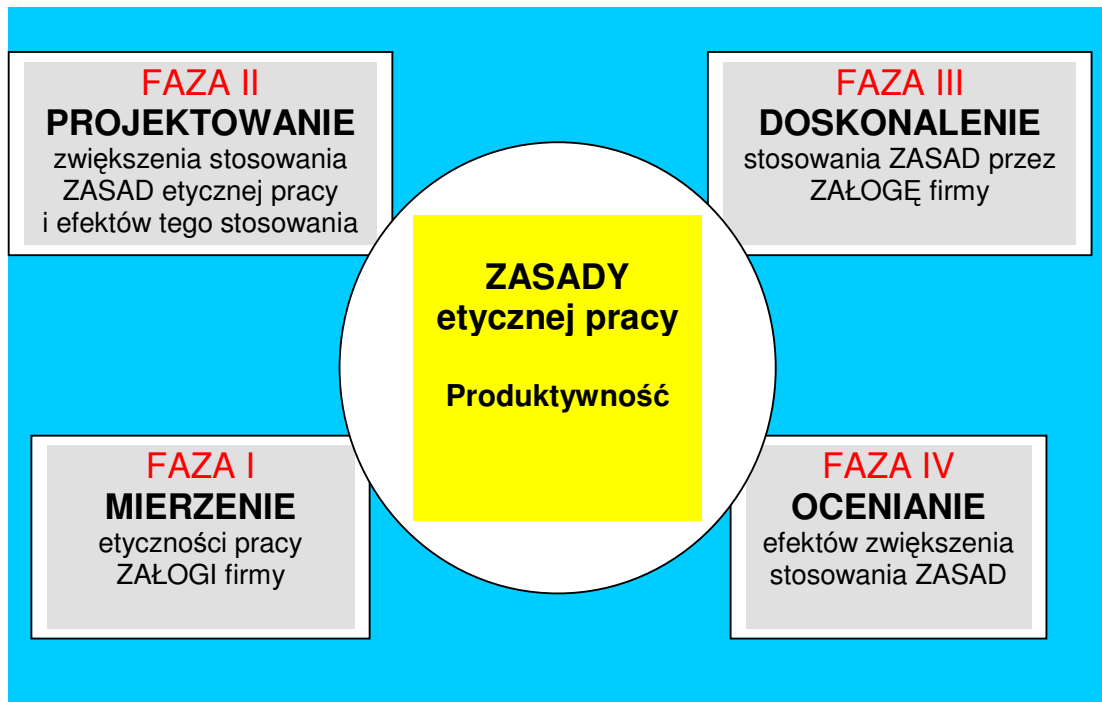 FAZA II
PROJEKTOWANIE
zwiększenia stosowania
ZASAD etycznej pracy
i efektów tego stosowania
FAZA III
DOSKONALENIE
stosowania ZASAD przez
ZAŁOGĘ firmy
ZASADY
etycznej pracy
Produktywność
FAZA I
MIERZENIE
etyczności pracy
ZAŁOGI firmy
FAZA IV
OCENIANIE
efektów zwiększenia
stosowania ZASAD